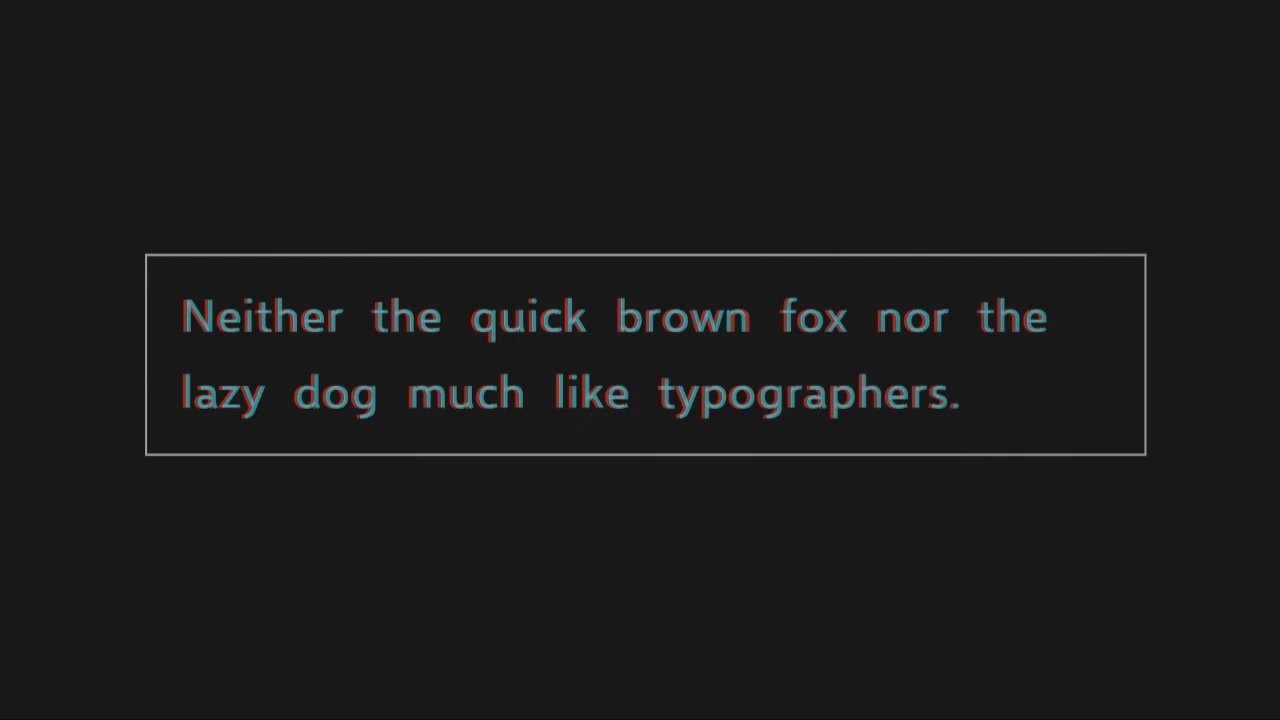 Neither the quick brown fox nor the
lazy dog much like typographers.